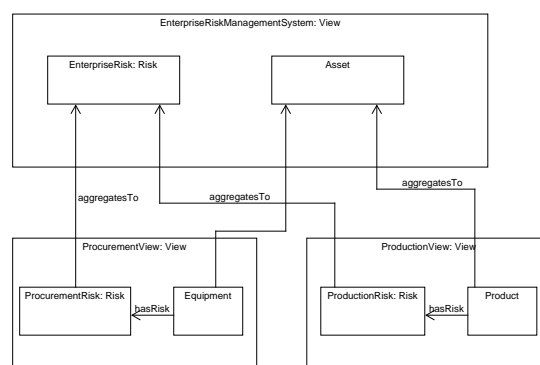 EnterpriseRiskManagementSystem: View
EnterpriseRisk: Risk
Asset
aggregatesTo
aggregatesTo
aggregatesTo
ProcurementView: View
ProductionView: View
ProcurementRisk: Risk
hasRisk
Equipment
ProductionRisk: Risk
hasRisk
Product